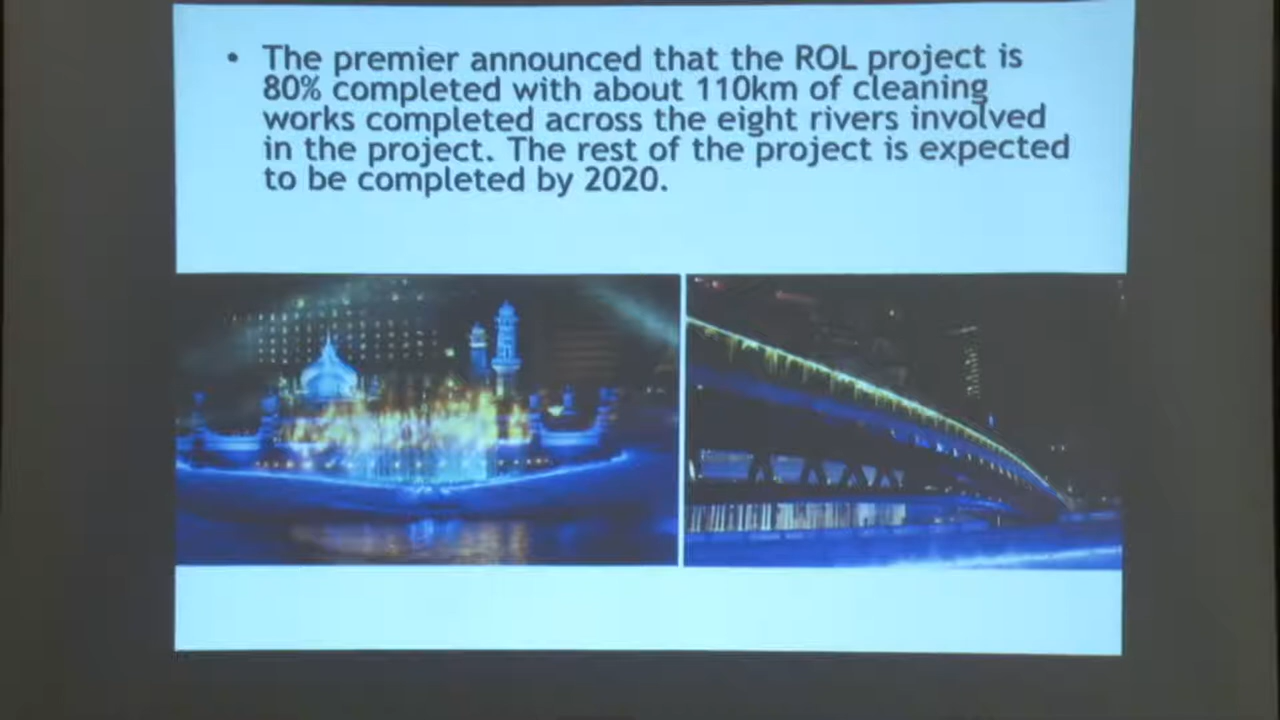 • The premier announced that the ROL project is
80% completed with about 110km of cleaning
works completed across the eight rivers involved
in the project. The rest of the project is expected
to be completed by 2020.